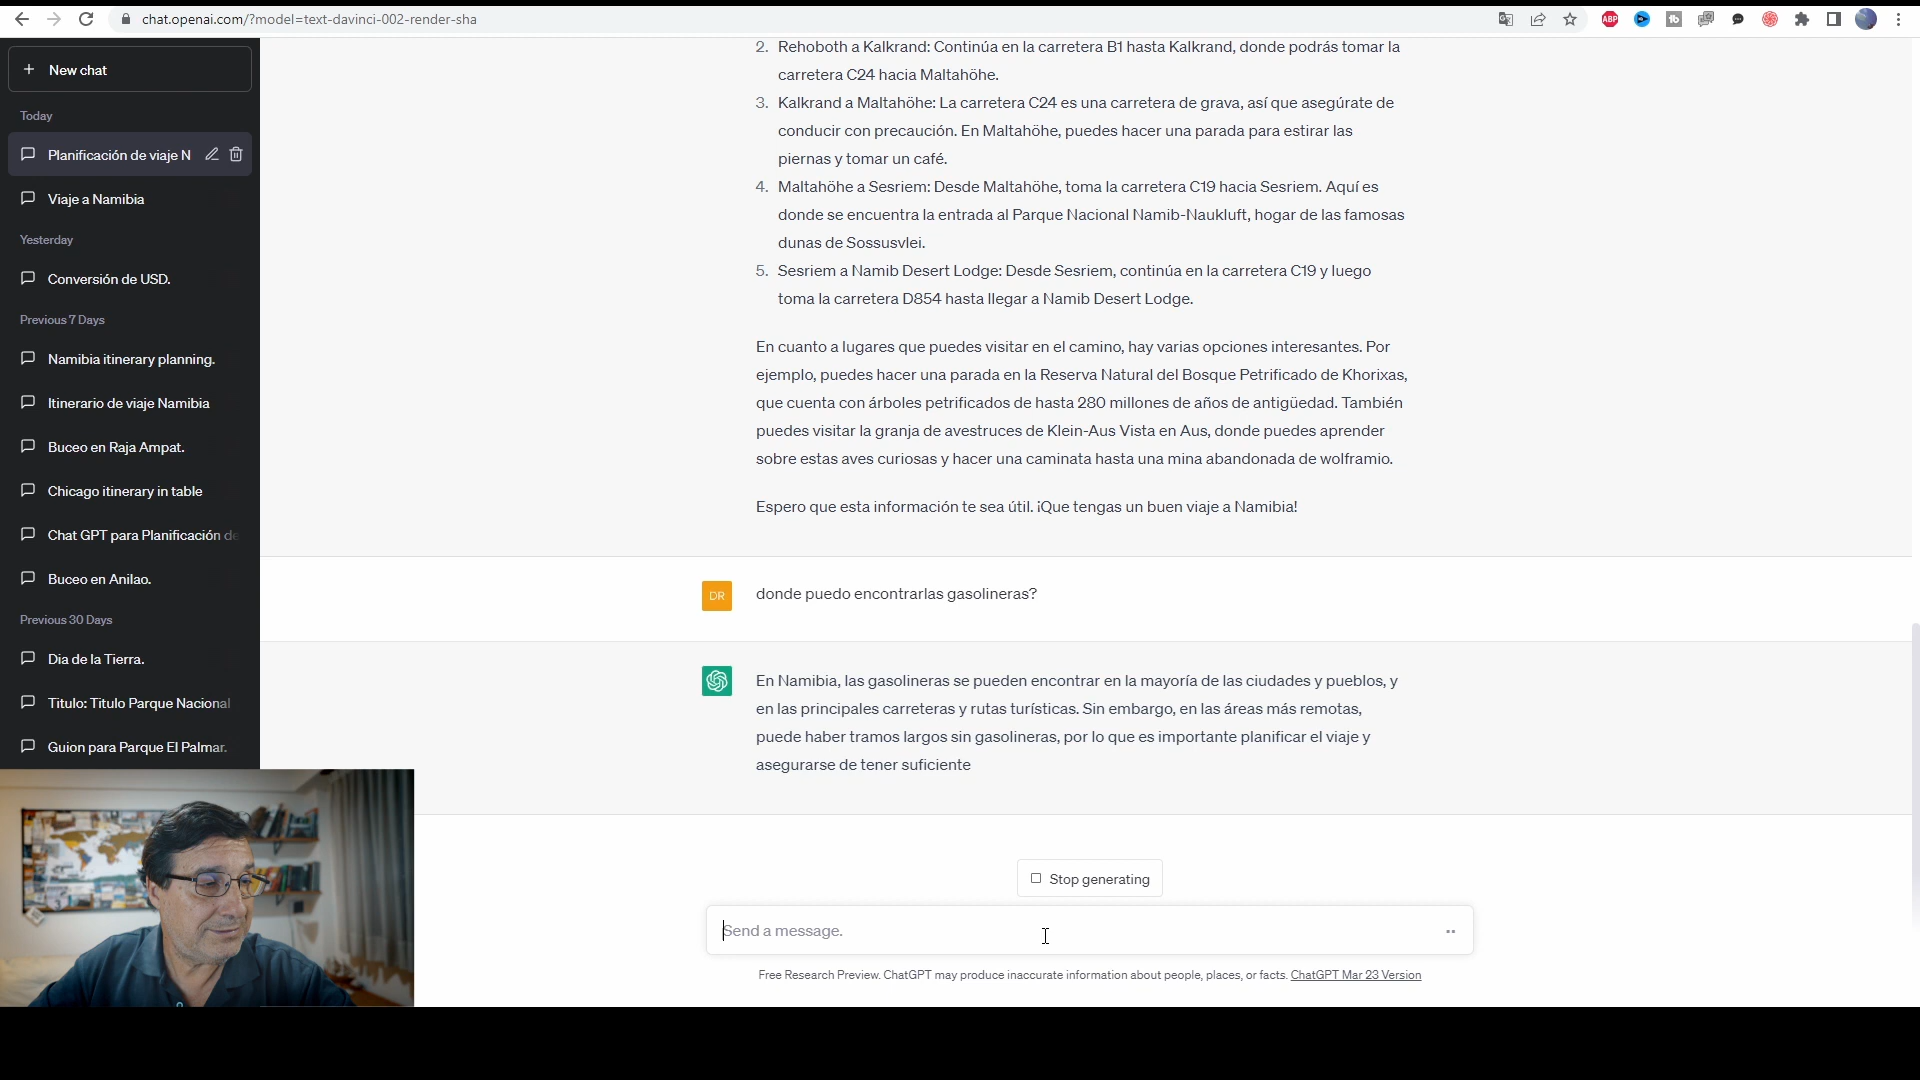 chat.openai.com/?model=text-davinci-002-render-sha
ABP
tb
New chat
Today
Planificación de viaje N
Viaje a Namibia
Yesterday
Conversión de USD.
Previous 7 Days
Namibia itinerary planning.
Itinerario de viaje Namibia
Buceo en Raja Ampat.
Chicago itinerary in table
Chat GPT para Planificación de
Buceo en Anilao.
Previous 30 Days
Dia de la Tierra.
Titulo: Titulo Parque Nacional
Guion para Parque El Palmar.
2. Rehoboth a Kalkrand: Continúa en la carretera B1 hasta Kalkrand, donde podrás tomar la
carretera C24 hacia Maltahöhe.
3. Kalkrand a Maltahöhe: La carretera C24 es una carretera de grava, así que asegúrate de
conducir con precaución. En Maltahöhe, puedes hacer una parada para estirar las
piernas y tomar un café.
4. Maltahöhe a Sesriem: Desde Maltahöhe, toma la carretera C19 hacia Sesriem. Aquí es
donde se encuentra la entrada al Parque Nacional Namib-Naukluft, hogar de las famosas
dunas de Sossusvlei.
5. Sesriem a Namib Desert Lodge: Desde Sesriem, continúa en la carretera C19 y luego
toma la carretera D854 hasta llegar a Namib Desert Lodge.
En cuanto a lugares que puedes visitar en el camino, hay varias opciones interesantes. Por
ejemplo, puedes hacer una parada en la Reserva Natural del Bosque Petrificado de Khorixas,
que cuenta con árboles petrificados de hasta 280 millones de años de antigüedad. También
puedes visitar la granja de avestruces de Klein-Aus Vista en Aus, donde puedes aprender
sobre estas aves curiosas y hacer una caminata hasta una mina abandonada de wolframio.
Espero que esta información te sea útil. ¡Que tengas un buen viaje a Namibia!
DR
donde puedo encontrarlas gasolineras?
En Namibia, las gasolineras se pueden encontrar en la mayoría de las ciudades y pueblos, y
en las principales carreteras y rutas turísticas. Sin embargo, en las áreas más remotas,
puede haber tramos largos sin gasolineras, por lo que es importante planificar el viaje y
asegurarse de tener suficiente
Stop generating
Send a message.
Free Research Preview. ChatGPT may produce inaccurate information about people, places, or facts. ChatGPT Mar 23 Version